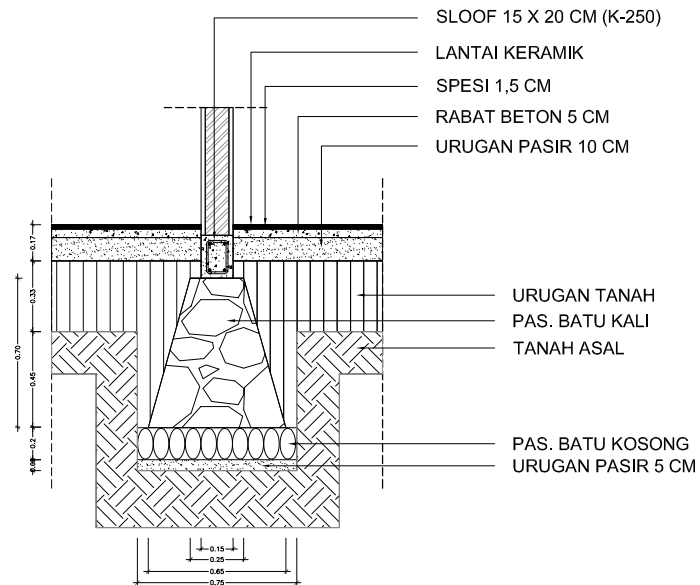 SLOOF 15 X 20 CM (K-250)
LANTAI KERAMIK
SPESI 1,5 CM
RABAT BETON 5 CM
URUGAN PASIR 10 CM
0.17
0.33
0.70
0.45
0.2
URUGAN TANAH
PAS. BATU KALI
TANAH ASAL
PAS. BATU KOSONG
URUGAN PASIR 5 CM
0.15
0.25
0.65
0.75